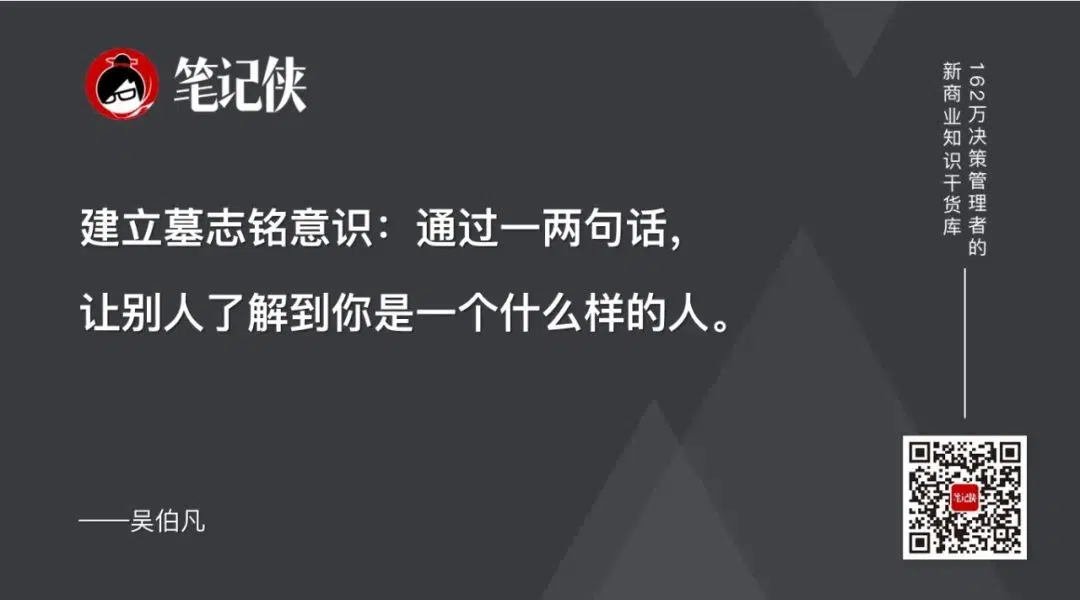 笔记侠
162万决策管理者的
新商业知识干货库
建立墓志铭意识：通过一两句话，
让别人了解到你是一个什么样的人。
——吴伯凡
笔记侠